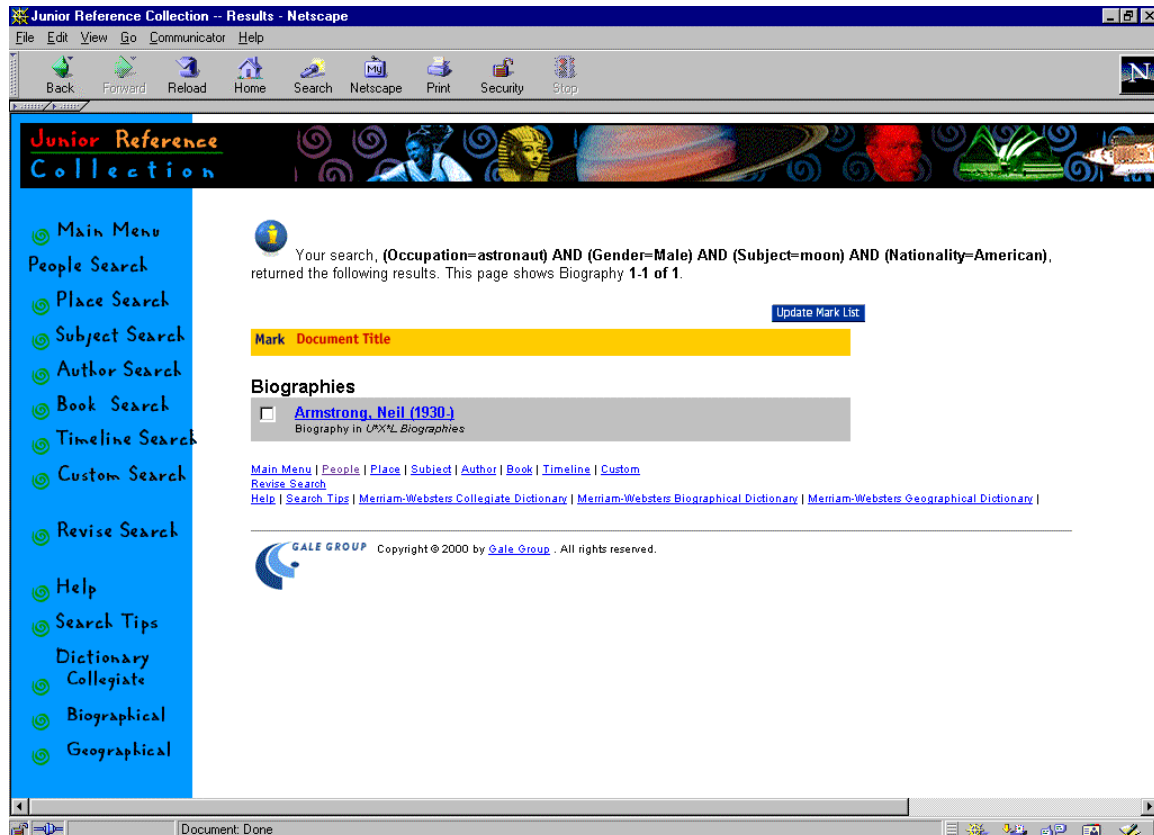 Junior Reference Collection -- Results - Netscape
File Edit View Go Communicator Help
Back Forward Reload Home Search Netscape Print Security Stop
My
N
Junior Reference
Collection
Main Menu
People Search
Place Search
Subject Search
Author Search
Book Search
Timeline Search
Custom Search
Revise Search
Help
Search Tips
Dictionary
Collegiate
Biographical
Geographical
i
Your search, (Occupation=astronaut) AND (Gender=Male) AND (Subject=moon) AND (Nationality=American),
returned the following results. This page shows Biography 1-1 of 1.
Update Mark List
Mark Document Title
Biographies
Armstrong, Neil (1930-)
Biography in U*X*L Biographies
Main Menu | People | Place | Subject | Author | Book | Timeline | Custom
Revise Search
Help | Search Tips | Merriam-Websters Collegiate Dictionary | Merriam-Websters Biographical Dictionary | Merriam-Websters Geographical Dictionary |
GALE GROUP Copyright © 2000 by Gale Group . All rights reserved.
Document: Done